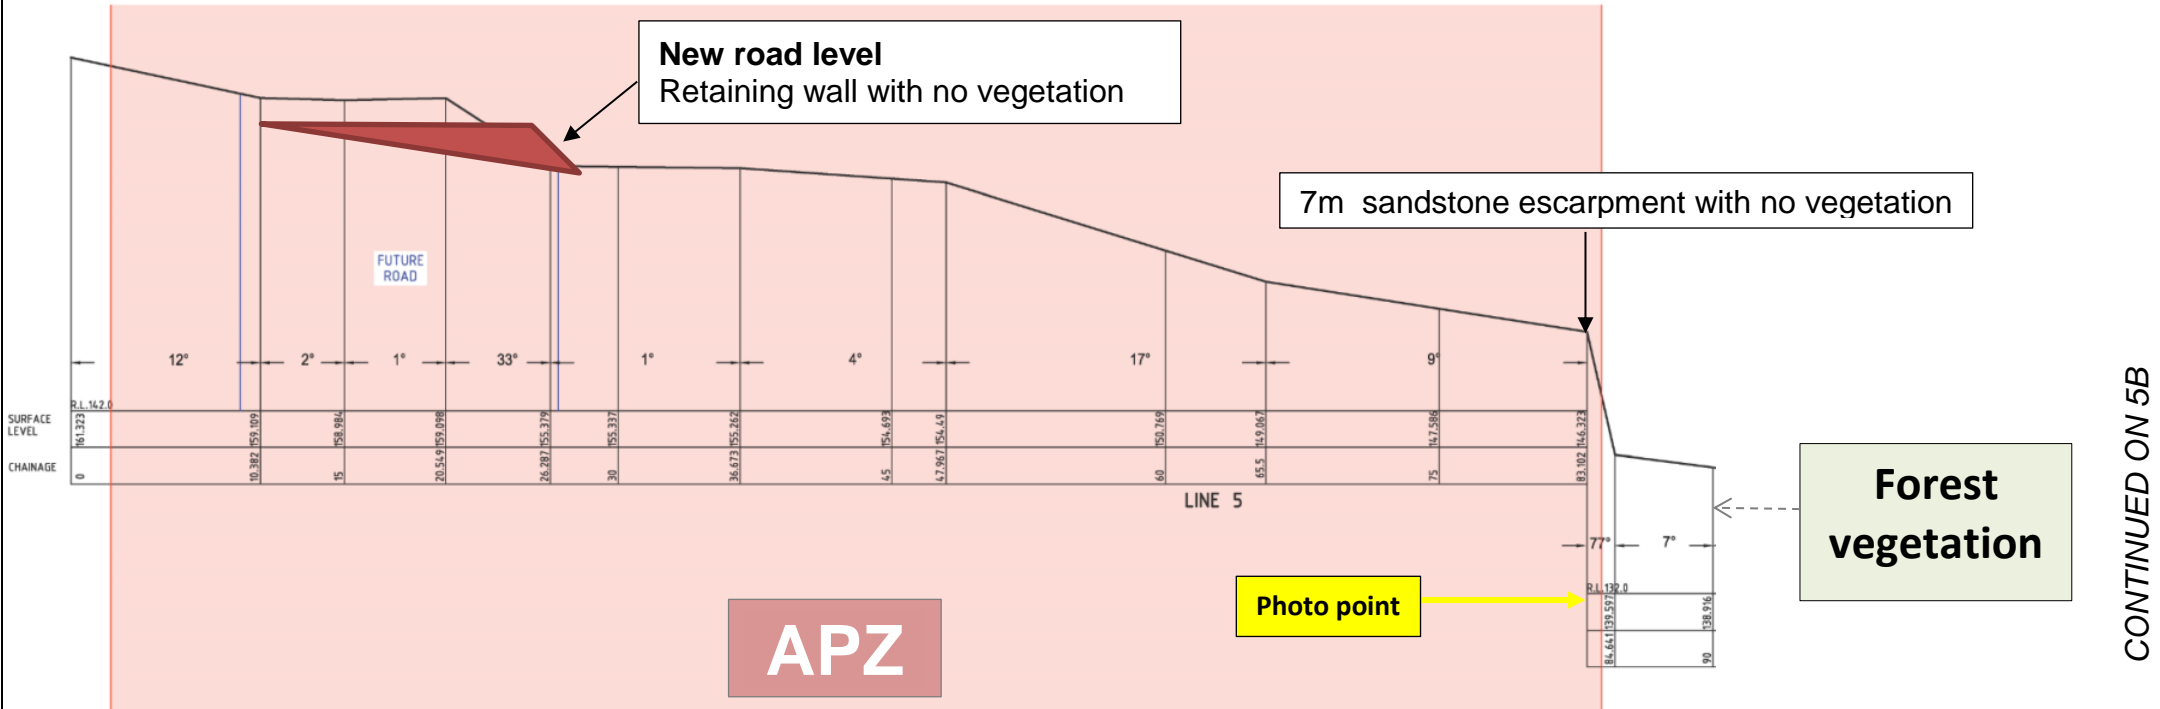 New road level
Retaining wall with no vegetation
7m sandstone escarpment with no vegetation
FUTURE
ROAD
12° 2° 1° 33° 1° 4° 17° 9°
R.L.142.0
SURFACE
LEVEL
161.323 159.109 158.984 159.098 155.379 155.337 155.262 154.693 154.49 150.769 149.067 147.586 146.323
CHAINAGE
0 10.382 15 20.549 26.287 30 36.673 45 47.967 60 65.5 75 83.102
LINE 5
77° 7°
R.L.132.0
139.597 138.916
84.641 90
Forest
vegetation
Photo point
APZ
CONTINUED ON 5B